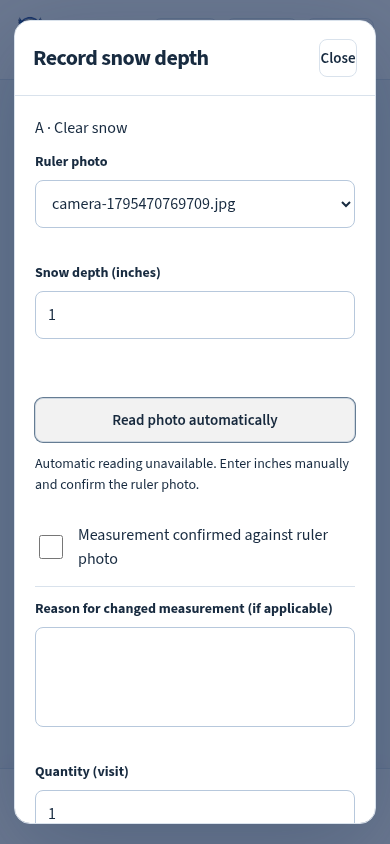 Record snow depth
Close
A · Clear snow
Ruler photo
camera-1795470769709.jpg
Snow depth (inches)
1
Read photo automatically
Automatic reading unavailable. Enter inches manually
and confirm the ruler photo.
Measurement confirmed against ruler
photo
Reason for changed measurement (if applicable)
Quantity (visit)
1